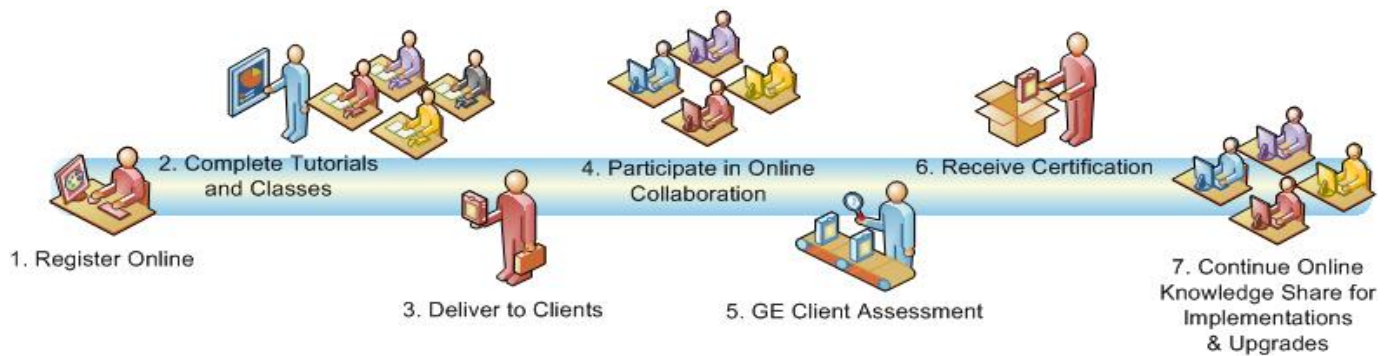 1. Register Online
2. Complete Tutorials
and Classes
3. Deliver to Clients
4. Participate in Online
Collaboration
5. GE Client Assessment
6. Receive Certification
7. Continue Online
Knowledge Share for
Implementations
& Upgrades